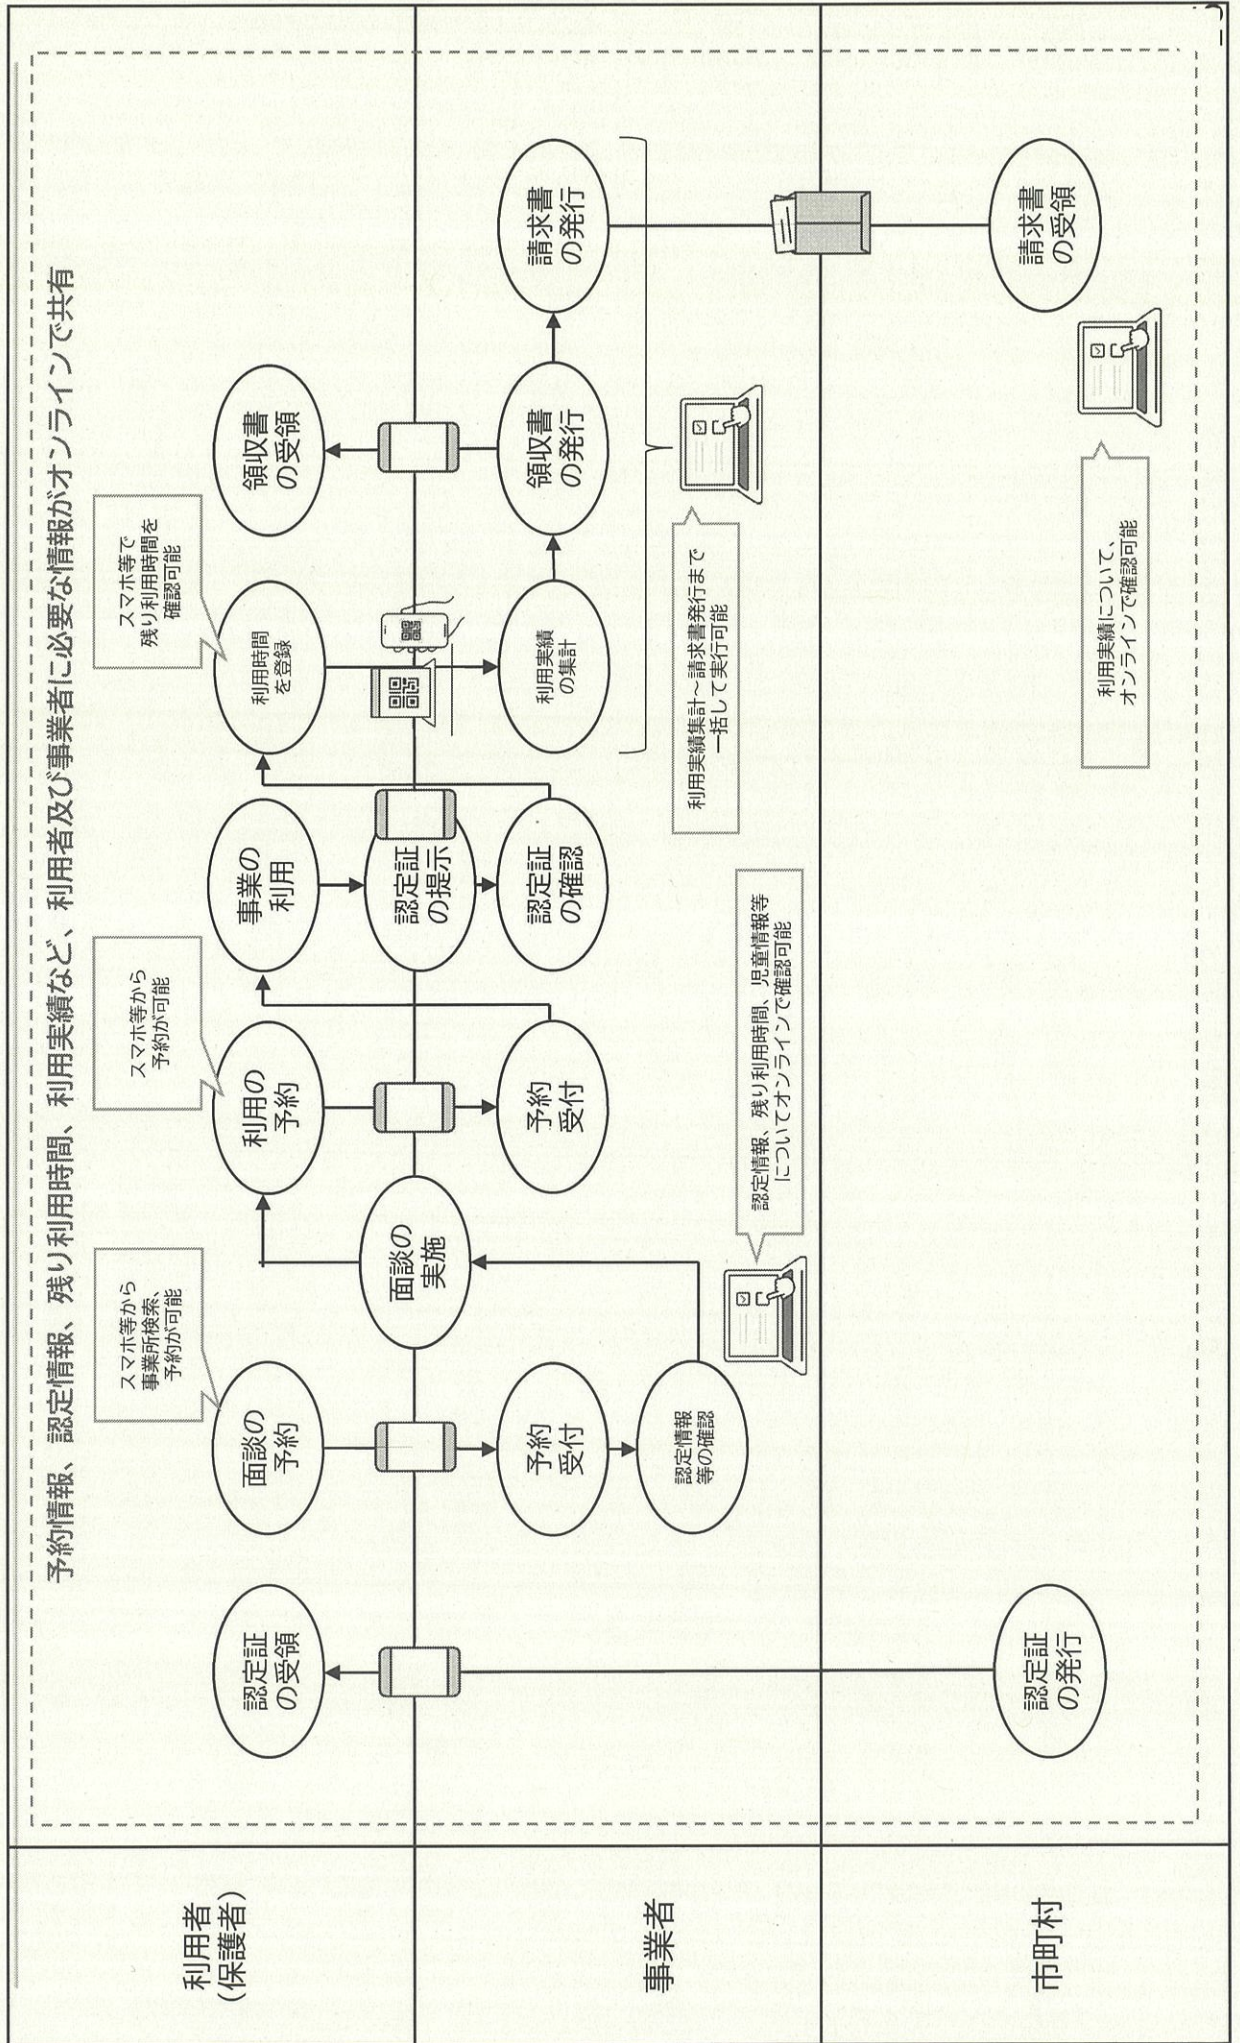 予約情報、認定情報、残り利用時間、利用実績など、利用者及び事業者に必要な情報がオンラインで共有
利用者
(保護者)
認定証
の受領
スマホ等から
事業所検索、
予約が可能
面談の
予約
スマホ等から
予約が可能
利用の
予約
事業の
利用
スマホ等で
残り利用時間を
確認可能
利用時間
を登録
領収書
の受領
面談の
実施
認定証
の提示
事業者
予約
受付
認定情報
等の確認
認定情報、残り利用時間、児童情報等
についてオンラインで確認可能
予約
受付
認定証
の確認
利用実績
の集計
領収書
の発行
請求書
の発行
利用実績集計～請求書発行まで
一括して実行可能
市町村
認定証
の発行
利用実績について、
オンラインで確認可能
請求書
の受領